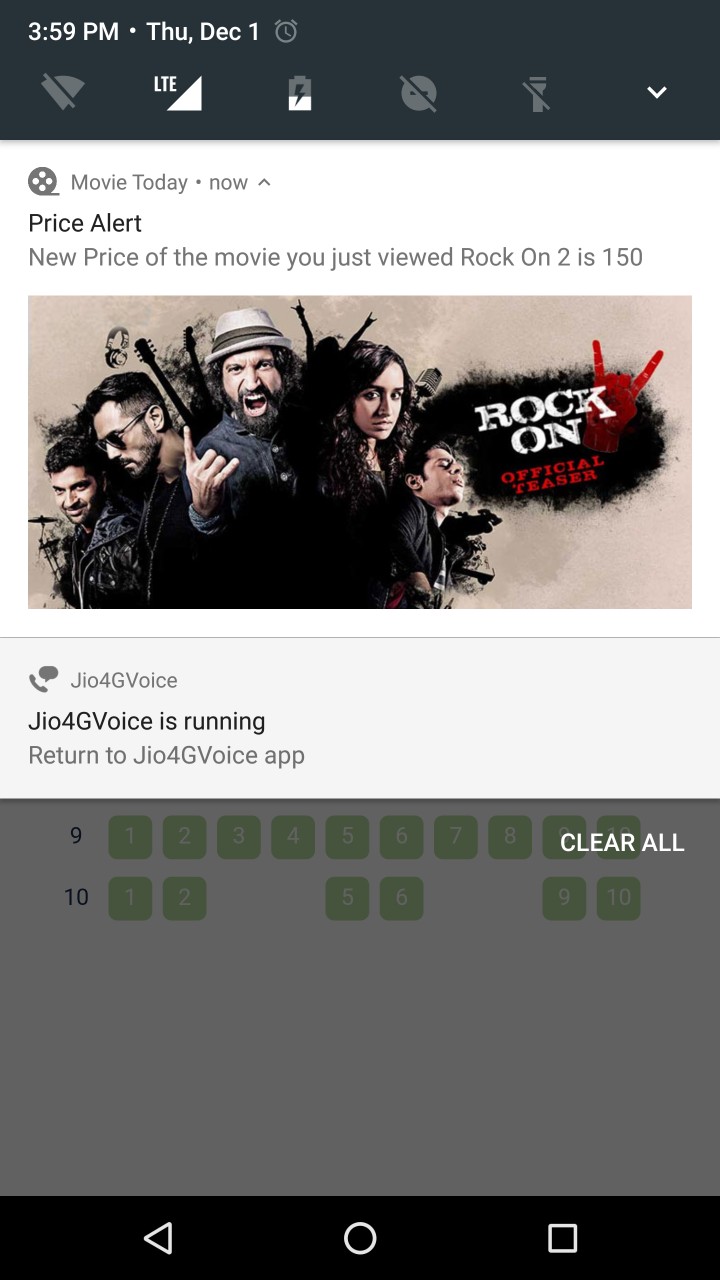 3:59 PM • Thu, Dec 1
LTE
Movie Today • now
Price Alert
New Price of the movie you just viewed Rock On 2 is 150
ROCK
ON
OFFICIAL
TEASER
Jio4GVoice
Jio4GVoice is running
Return to Jio4GVoice app
9 1 2 3 4 5 6 7 8 9 10
CLEAR ALL
10 1 2 5 6 9 10